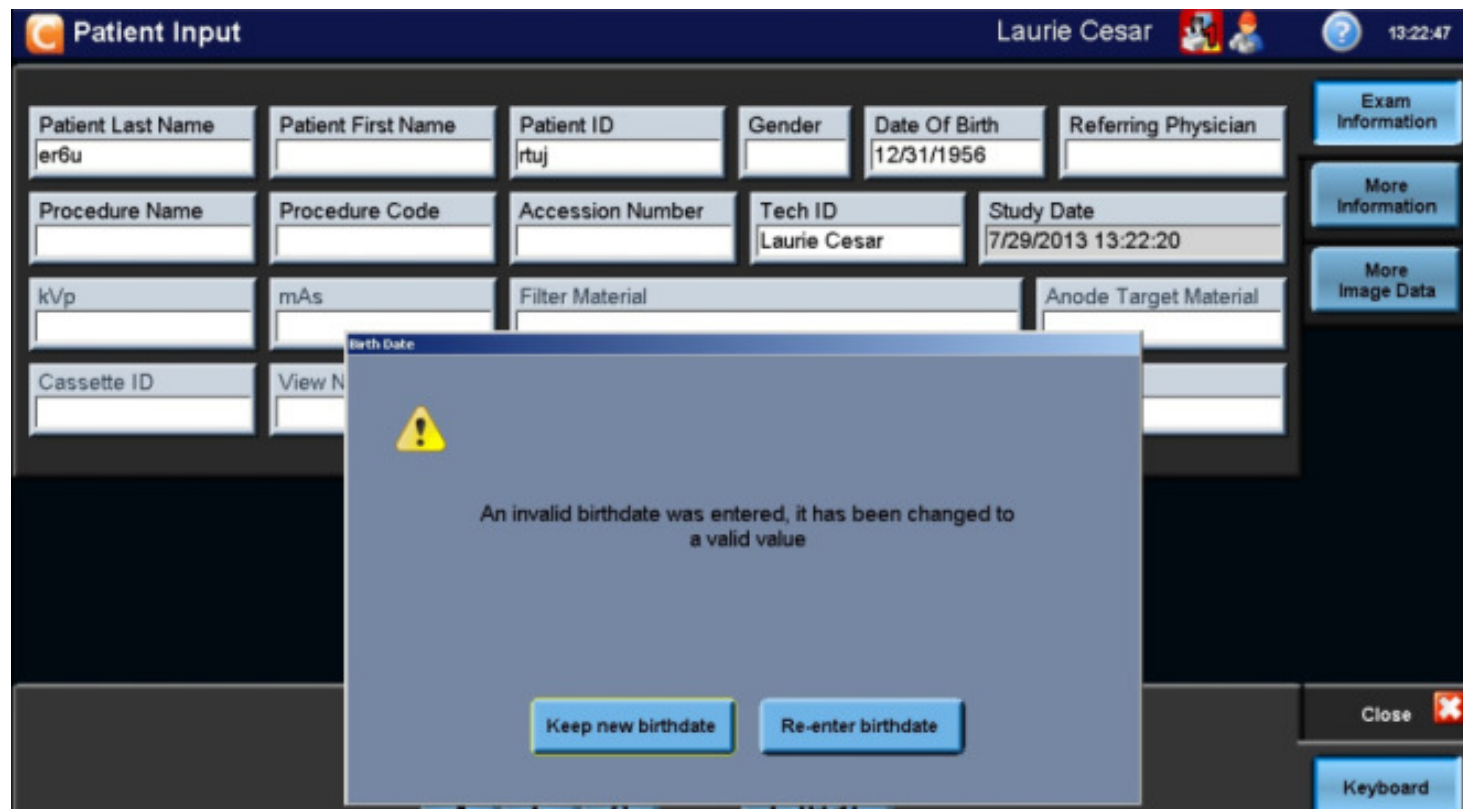 Patient Input
Laurie Cesar
13:22:47
Patient Last Name
er6u
Patient First Name
Patient ID
rtuj
Gender
Date Of Birth
12/31/1956
Referring Physician
Procedure Name
Procedure Code
Accession Number
Tech ID
Laurie Cesar
Study Date
7/29/2013 13:22:20
kVp
mAs
Filter Material
Anode Target Material
Cassette ID
View N
Exam
Information
More
Information
More
Image Data
Birth Date
An invalid birthdate was entered, it has been changed to
a valid value
Keep new birthdate
Re-enter birthdate
Close
Keyboard